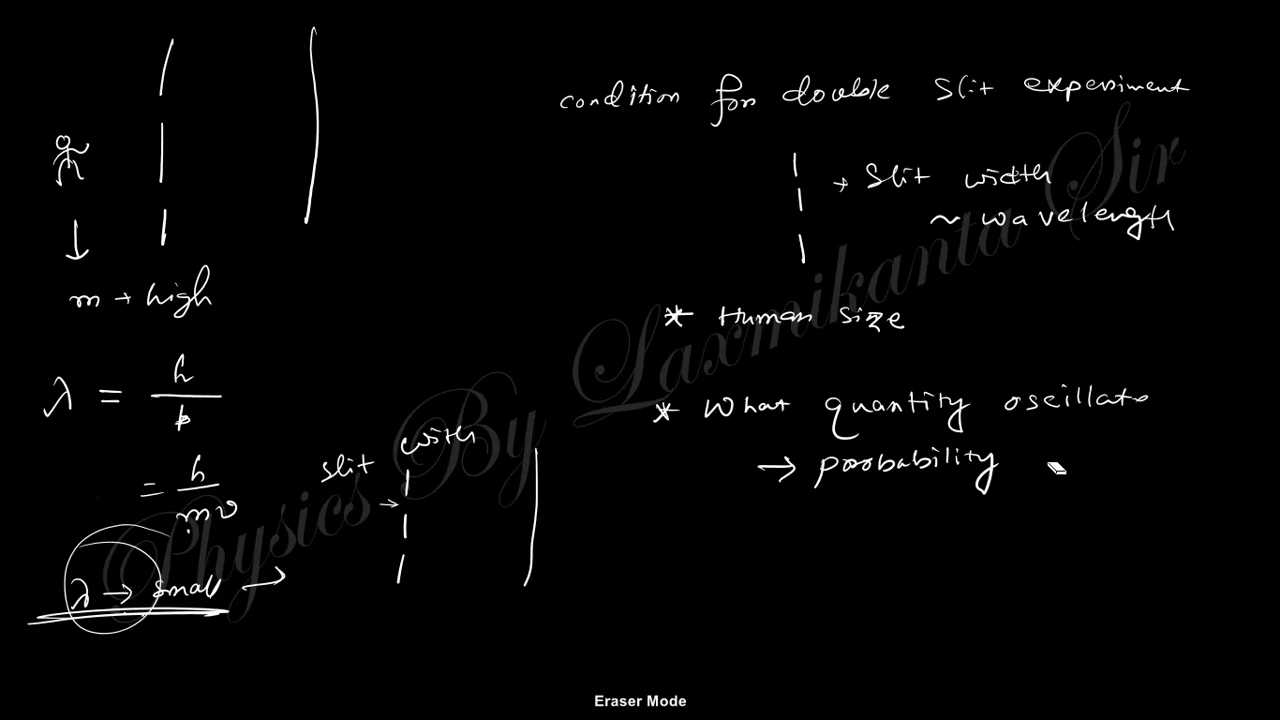 condition for double slit experiment
→ Slit width
~ wavelength
m → high
* Human size
λ = h/p
* What quantity oscillate
→ probability
slit with
= h/mv
λ → small →
Physics By Laxmikanta Sir
Eraser Mode